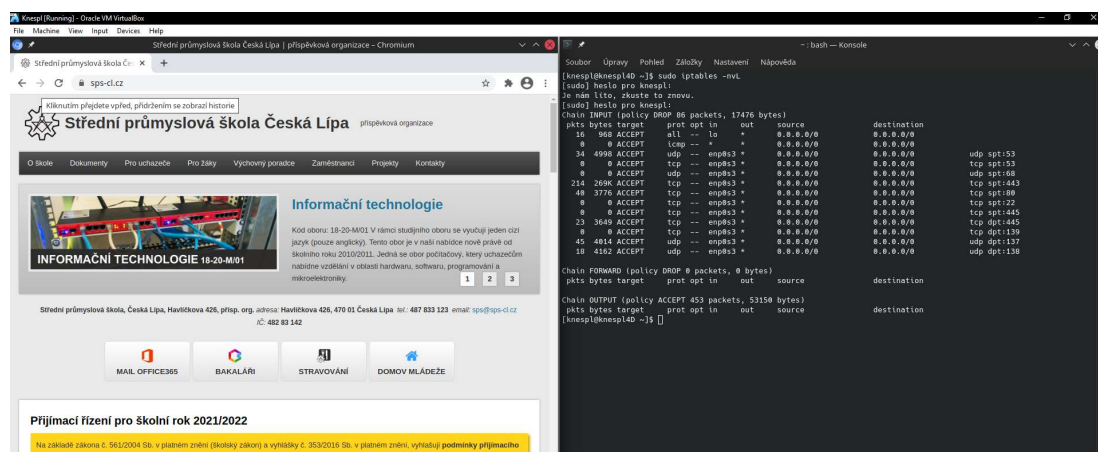 Knespl [Running] - Oracle VM VirtualBox
File Machine View Input Devices Help
Střední průmyslová škola Česká Lípa | příspěvková organizace – Chromium
Střední průmyslová škola Če
sps-cl.cz
Kliknutím přejdete vpřed, přidržením se zobrazí historie
Střední průmyslová škola Česká Lípa příspěvková organizace
O škole Dokumenty Pro uchazeče Pro žáky Výchovný poradce Zaměstnanci Projekty Kontakty
INFORMAČNÍ TECHNOLOGIE 18-20-M/01
Informační technologie
Kód oboru: 18-20-M/01 V rámci studijního oboru se vyučují jeden cizí
jazyk (pouze anglický). Tento obor je v naší nabídce nově právě od
školního roku 2010/2011. Jedná se obor počítačový, který uchazečům
nabídne vzdělání v oblasti hardwaru, softwaru, programování a
mikroelektroniky.
1 2 3
Střední průmyslová škola, Česká Lípa, Havlíčkova 426, přísp. org. adresa: Havlíčkova 426, 470 01 Česká Lípa tel.: 487 833 123 email: sps@sps-cl.cz
IČ: 482 83 142
MAIL OFFICE365 BAKALÁŘI STRAVOVÁNÍ DOMOV MLÁDEŽE
Přijímací řízení pro školní rok 2021/2022
Na základě zákona č. 561/2004 Sb. v platném znění (školský zákon) a vyhlášky č. 353/2016 Sb. v platném znění, vyhlašují podmínky přijímacího
~ : bash — Konsole
Soubor Úpravy Pohled Záložky Nastavení Nápověda
[knespl@knespl4D ~]$ sudo iptables -nvL
[sudo] heslo pro knespl:
Je nám líto, zkuste to znovu.
[sudo] heslo pro knespl:
Chain INPUT (policy DROP 86 packets, 17476 bytes)
pkts bytes target prot opt in out source destination
16 968 ACCEPT all -- lo * 0.0.0.0/0 0.0.0.0/0
0 0 ACCEPT icmp -- * * 0.0.0.0/0 0.0.0.0/0
34 4998 ACCEPT udp -- enp0s3 * 0.0.0.0/0 0.0.0.0/0 udp spt:53
0 0 ACCEPT tcp -- enp0s3 * 0.0.0.0/0 0.0.0.0/0 tcp spt:53
0 0 ACCEPT udp -- enp0s3 * 0.0.0.0/0 0.0.0.0/0 udp spt:68
214 269K ACCEPT tcp -- enp0s3 * 0.0.0.0/0 0.0.0.0/0 tcp spt:443
40 3776 ACCEPT tcp -- enp0s3 * 0.0.0.0/0 0.0.0.0/0 tcp spt:80
0 0 ACCEPT tcp -- enp0s3 * 0.0.0.0/0 0.0.0.0/0 tcp spt:22
0 0 ACCEPT tcp -- enp0s3 * 0.0.0.0/0 0.0.0.0/0 tcp spt:445
23 3649 ACCEPT tcp -- enp0s3 * 0.0.0.0/0 0.0.0.0/0 tcp dpt:445
0 0 ACCEPT tcp -- enp0s3 * 0.0.0.0/0 0.0.0.0/0 tcp dpt:139
45 4014 ACCEPT udp -- enp0s3 * 0.0.0.0/0 0.0.0.0/0 udp dpt:137
18 4162 ACCEPT udp -- enp0s3 * 0.0.0.0/0 0.0.0.0/0 udp dpt:138
Chain FORWARD (policy DROP 0 packets, 0 bytes)
pkts bytes target prot opt in out source destination
Chain OUTPUT (policy ACCEPT 453 packets, 53150 bytes)
pkts bytes target prot opt in out source destination
[knespl@knespl4D ~]$